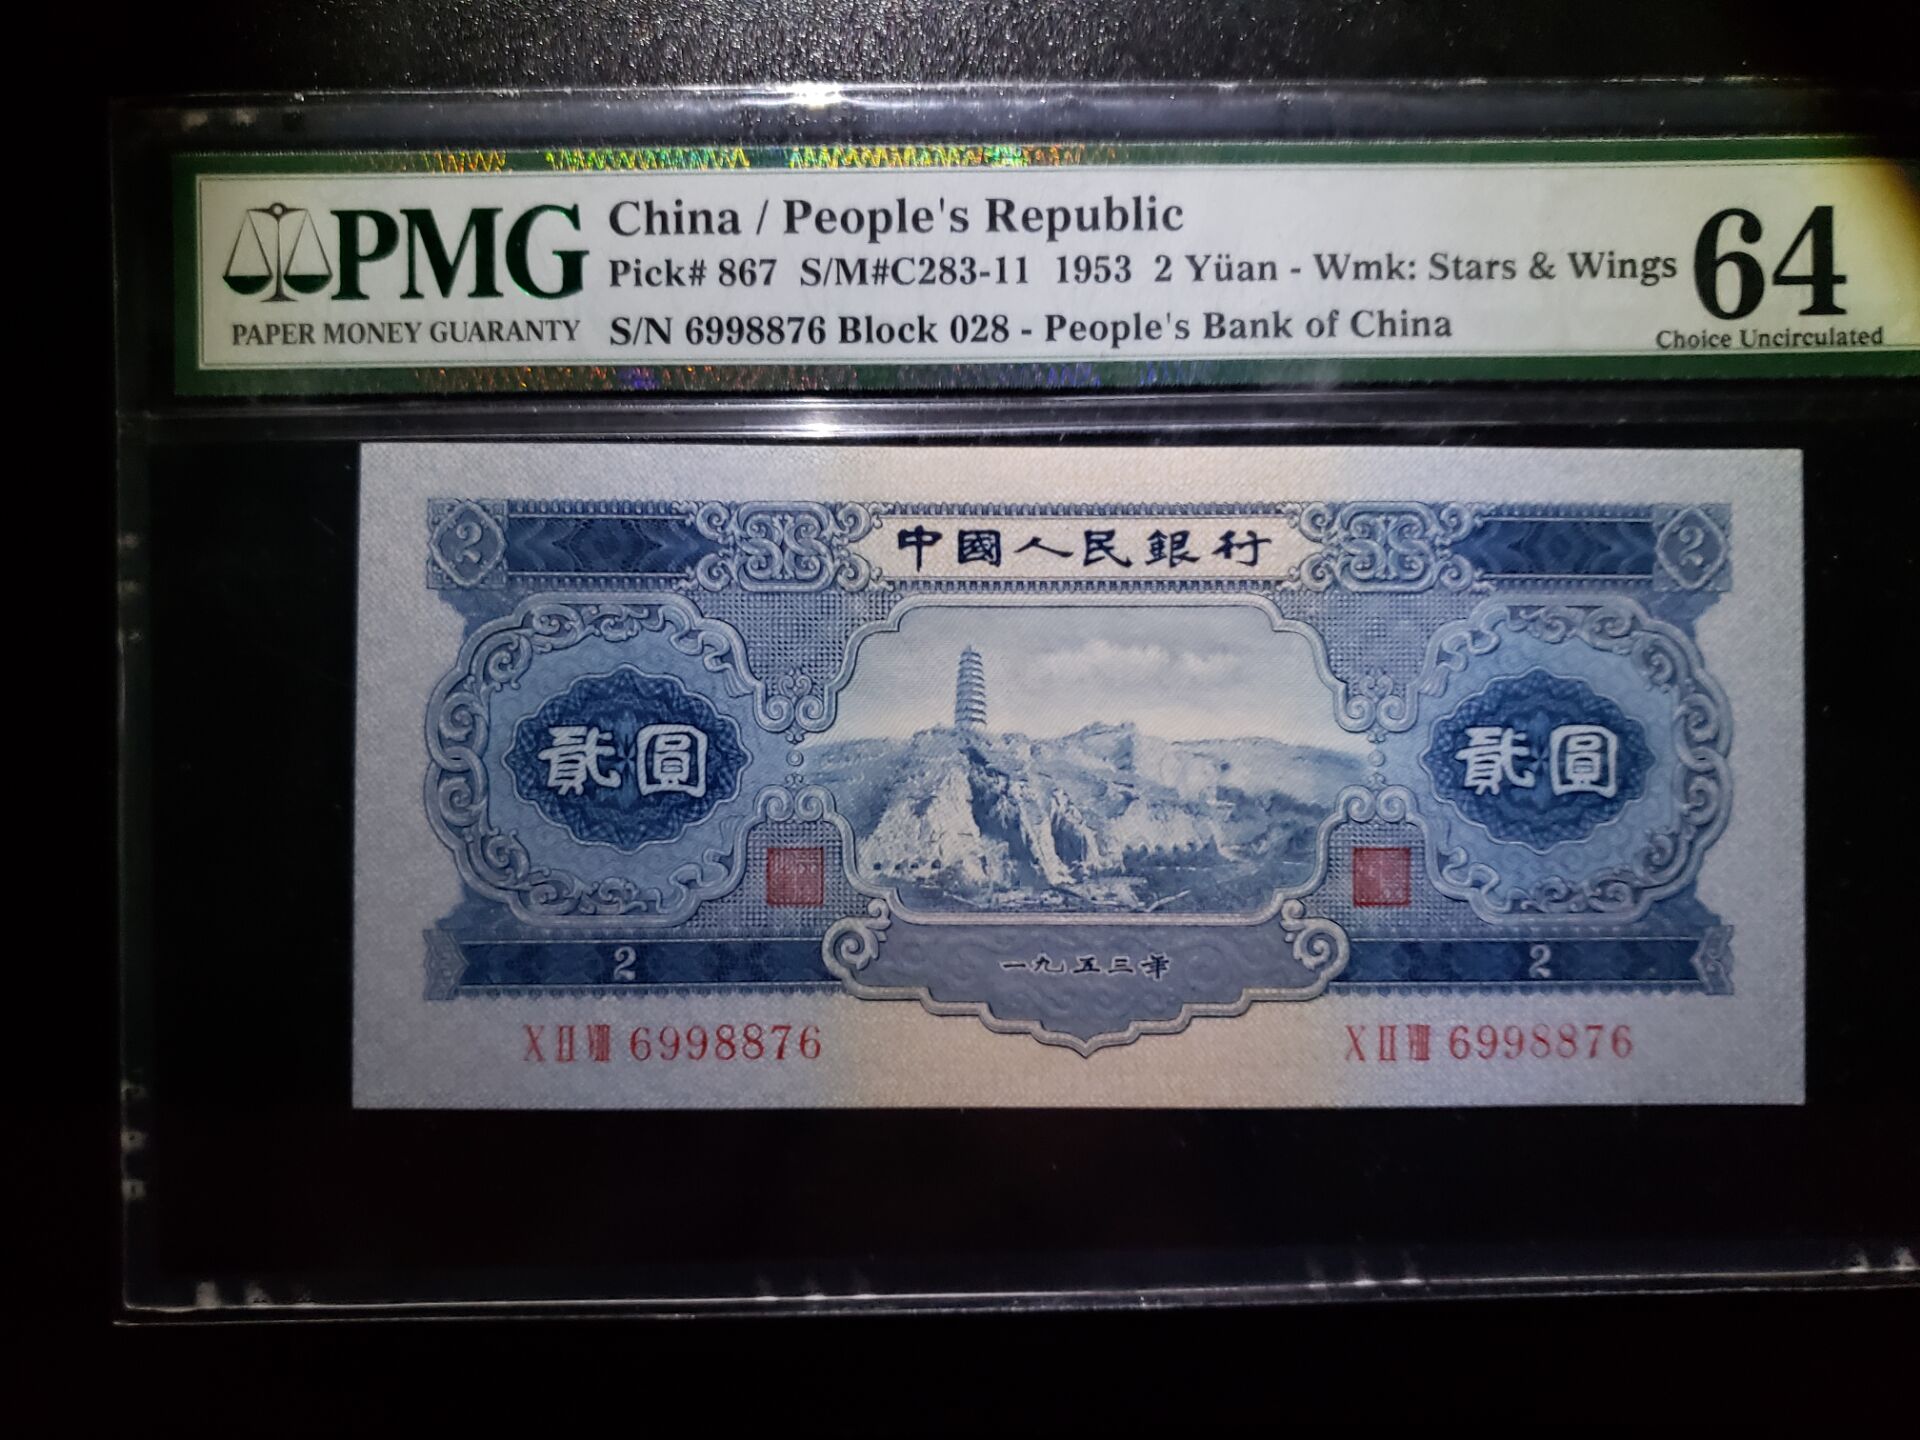 PMG
PAPER MONEY GUARANTY
China / People's Republic
Pick# 867 S/M#C283-11 1953 2 Yüan - Wmk: Stars & Wings
S/N 6998876 Block 028 - People's Bank of China
64
Choice Uncirculated
2
中國人民銀行
2
貳圓
貳圓
2
一九五三年
2
X II VIII 6998876
X II VIII 6998876